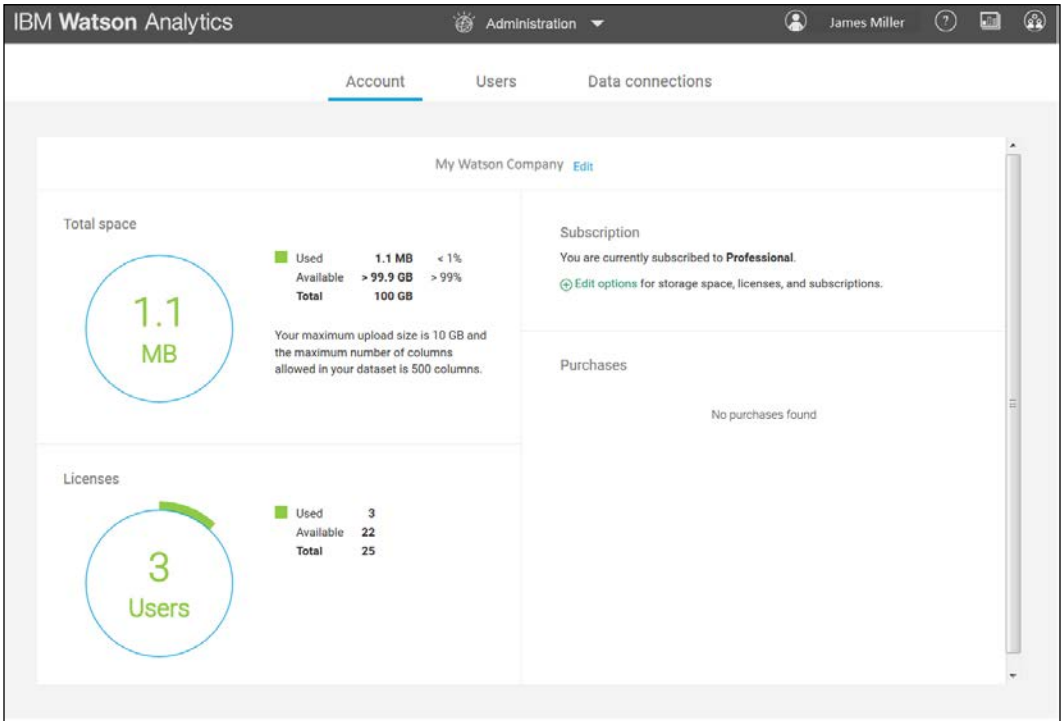 IBM Watson Analytics
Administration
James Miller
?
Account
Users
Data connections
My Watson Company Edit
Total space
1.1
MB
Used 1.1 MB < 1%
Available > 99.9 GB > 99%
Total 100 GB
Your maximum upload size is 10 GB and
the maximum number of columns
allowed in your dataset is 500 columns.
Subscription
You are currently subscribed to Professional.
Edit options for storage space, licenses, and subscriptions.
Purchases
No purchases found
Licenses
3
Users
Used 3
Available 22
Total 25